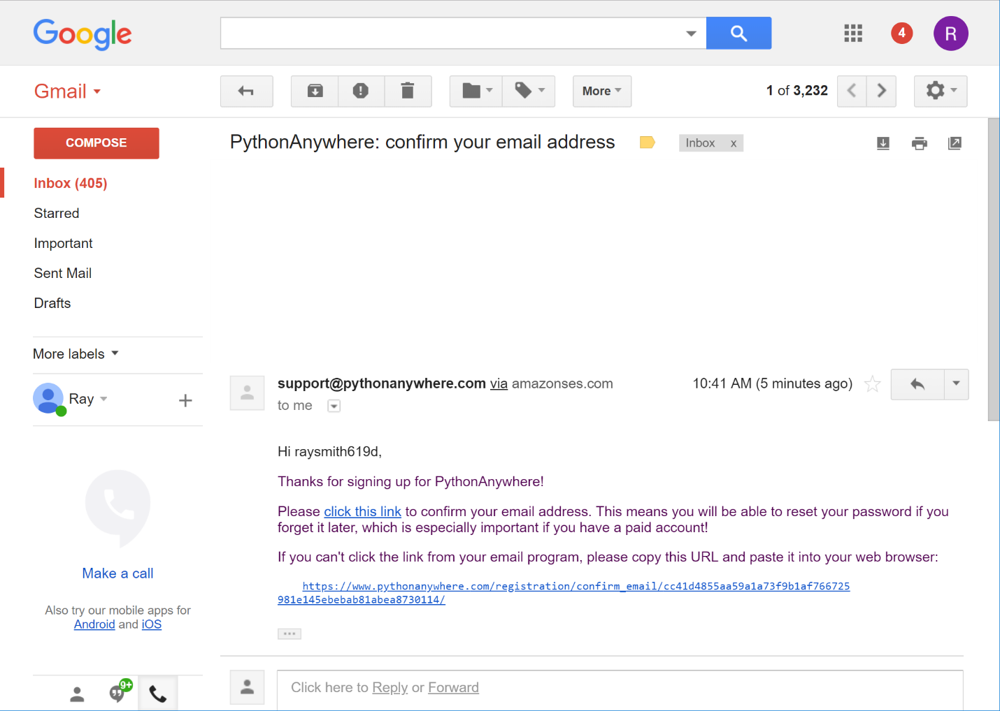 Google
4
R
Gmail
More
1 of 3,232
COMPOSE
PythonAnywhere: confirm your email address
Inbox x
Inbox (405)
Starred
Important
Sent Mail
Drafts
More labels
Ray
Make a call
Also try our mobile apps for
Android and iOS
9+
support@pythonanywhere.com via amazonses.com
10:41 AM (5 minutes ago)
to me
Hi raysmith619d,
Thanks for signing up for PythonAnywhere!
Please click this link to confirm your email address. This means you will be able to reset your password if you
forget it later, which is especially important if you have a paid account!
If you can't click the link from your email program, please copy this URL and paste it into your web browser:
https://www.pythonanywhere.com/registration/confirm_email/cc41d4855aa59a1a73f9b1af766725
981e145ebebab81abea8730114/
Click here to Reply or Forward